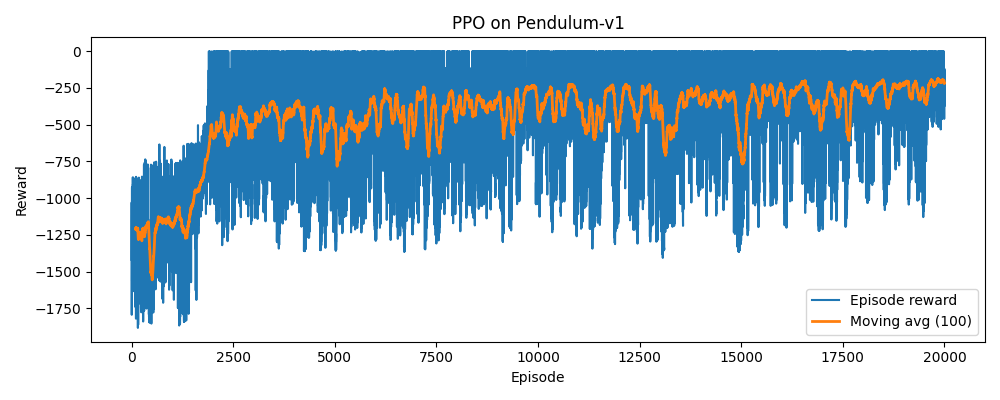 PPO on Pendulum-v1
0
−250
−500
−750
−1000
−1250
−1500
−1750
Reward
Episode reward
Moving avg (100)
0 2500 5000 7500 10000 12500 15000 17500 20000
Episode